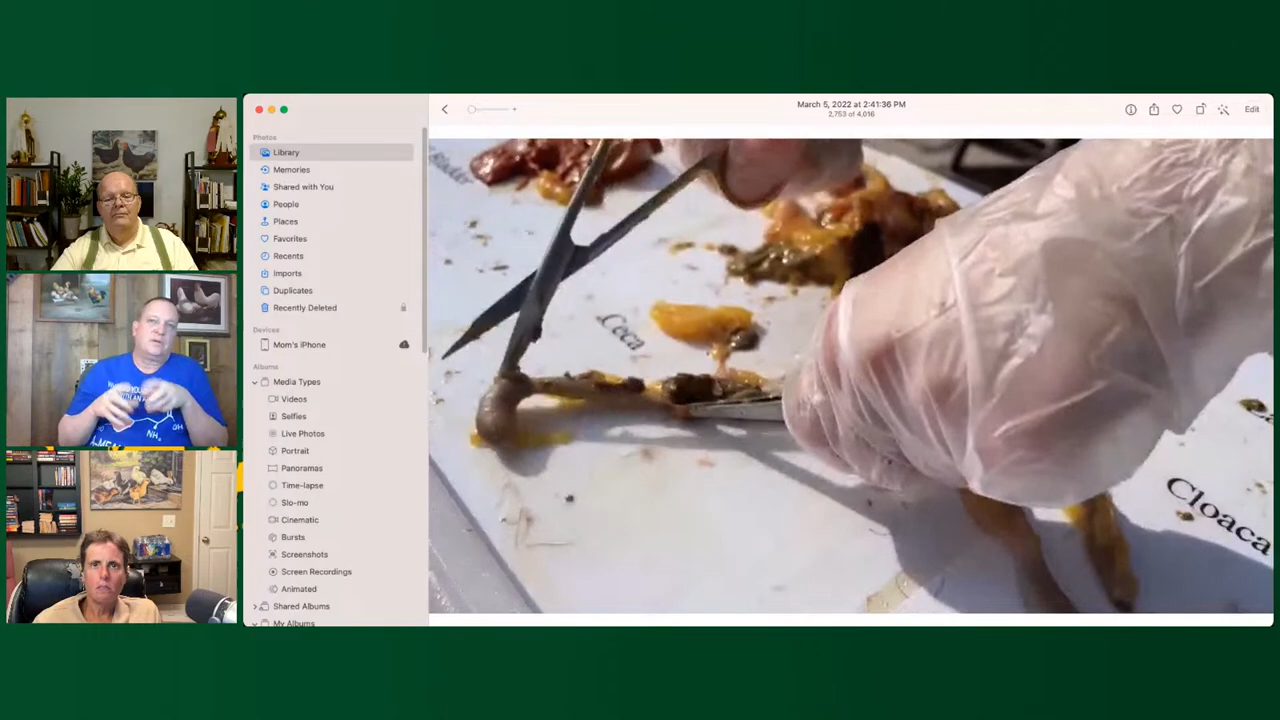 March 5, 2022 at 2:41:36 PM
2,753 of 4,016
Edit
Photos
Library
Memories
Shared with You
People
Places
Favorites
Recents
Imports
Duplicates
Recently Deleted
Devices
Mom's iPhone
Albums
Media Types
Videos
Selfies
Live Photos
Portrait
Panoramas
Time-lapse
Slo-mo
Cinematic
Bursts
Screenshots
Screen Recordings
Animated
Shared Albums
My Albums
Ceca
Cloaca
NH₂
OH